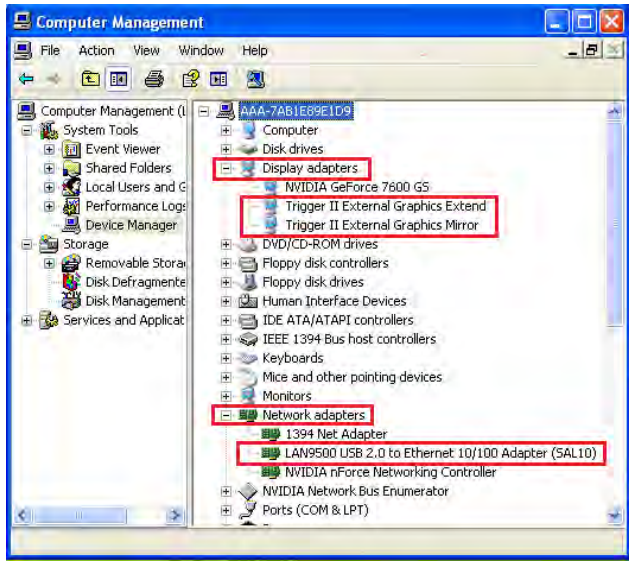 Computer Management
File Action View Window Help
Computer Management (L
System Tools
Event Viewer
Shared Folders
Local Users and G
Performance Logs
Device Manager
Storage
Removable Stora
Disk Defragmente
Disk Management
Services and Applicat
AAA-7AB1E89E1D9
Computer
Disk drives
Display adapters
NVIDIA GeForce 7600 GS
Trigger II External Graphics Extend
Trigger II External Graphics Mirror
DVD/CD-ROM drives
Floppy disk controllers
Floppy disk drives
Human Interface Devices
IDE ATA/ATAPI controllers
IEEE 1394 Bus host controllers
Keyboards
Mice and other pointing devices
Monitors
Network adapters
1394 Net Adapter
LAN9500 USB 2.0 to Ethernet 10/100 Adapter (SAL10)
NVIDIA nForce Networking Controller
NVIDIA Network Bus Enumerator
Ports (COM & LPT)